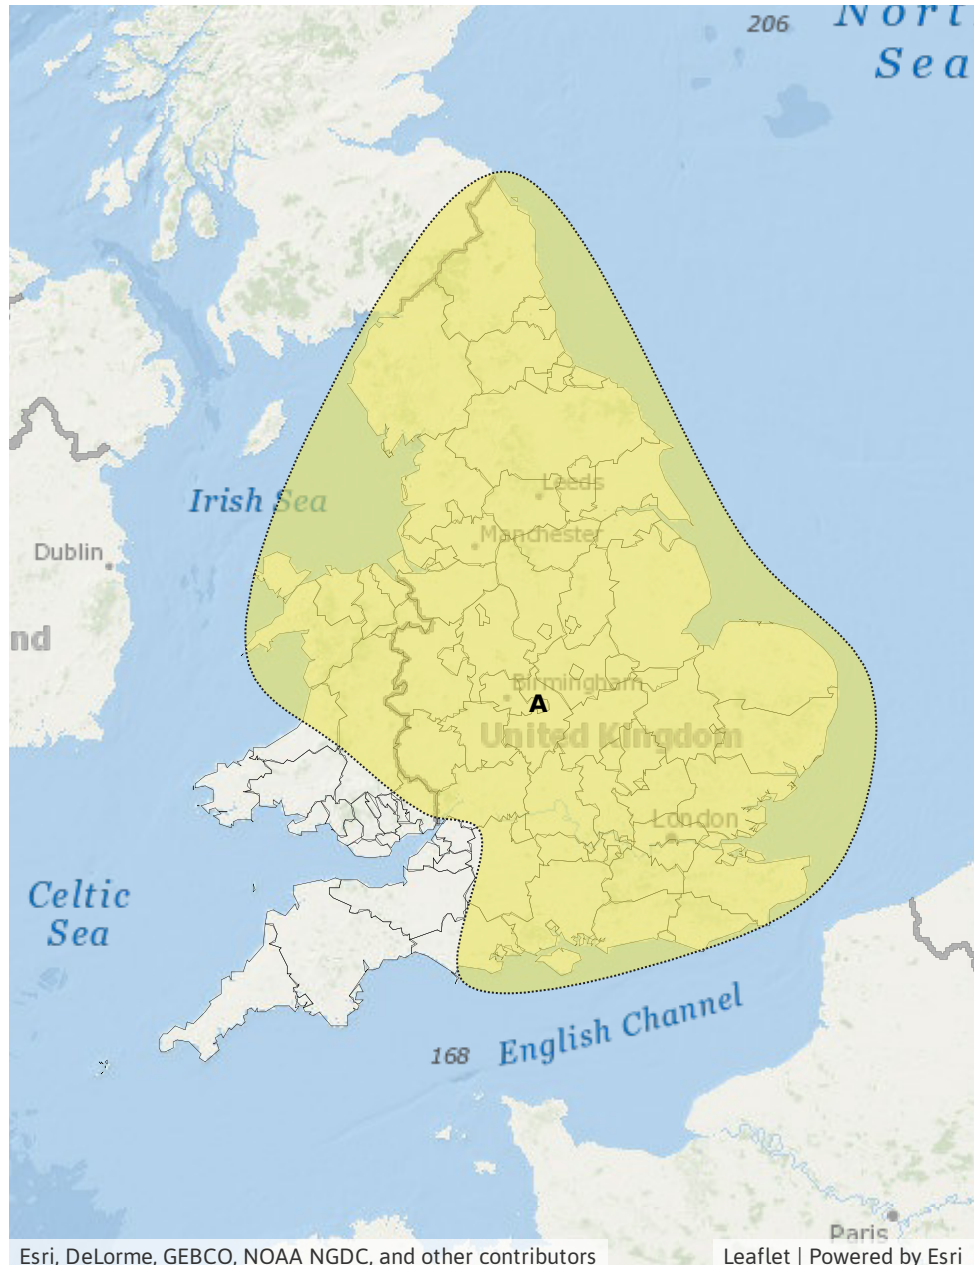 206
Nort
Sea
Leeds
Irish Sea
Manchester
Dublin
nd
Birmingham
A
United Kingdom
London
Celtic
Sea
English Channel
168
Paris
Esri, DeLorme, GEBCO, NOAA NGDC, and other contributors
Leaflet | Powered by Esri